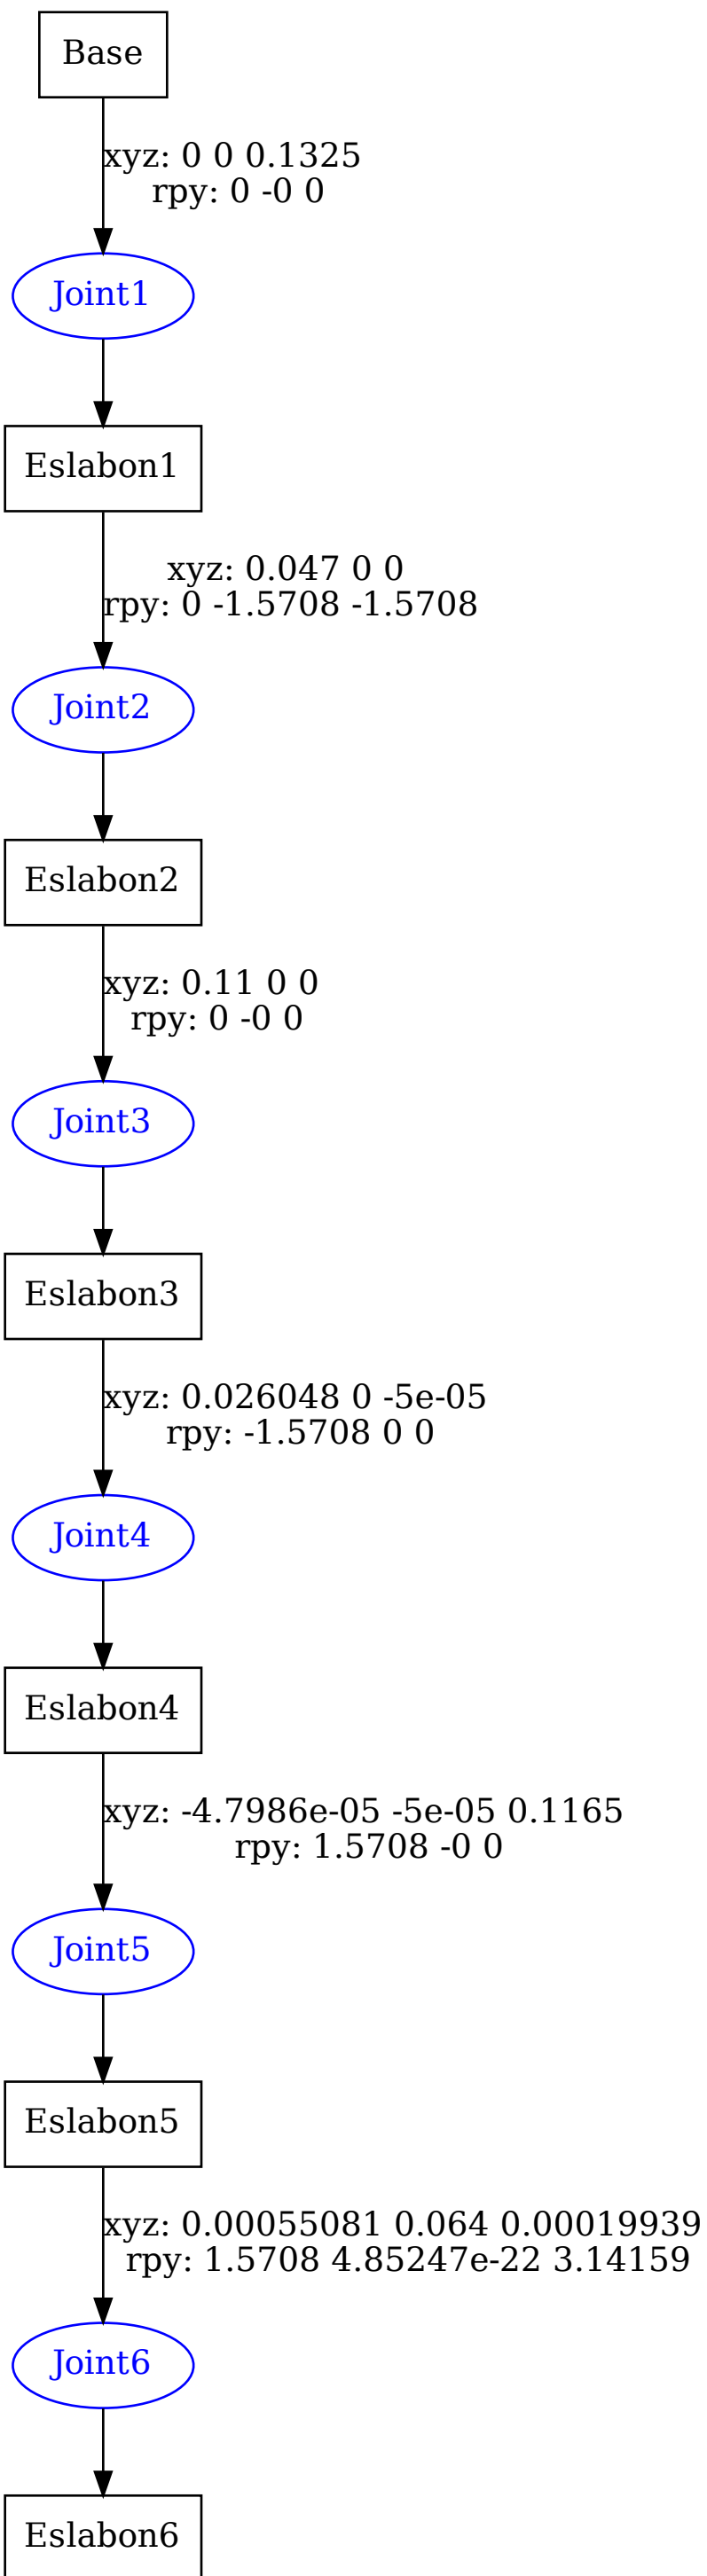 Base
xyz: 0 0 0.1325
rpy: 0 -0 0
Joint1
Eslabon1
xyz: 0.047 0 0
rpy: 0 -1.5708 -1.5708
Joint2
Eslabon2
xyz: 0.11 0 0
rpy: 0 -0 0
Joint3
Eslabon3
xyz: 0.026048 0 -5e-05
rpy: -1.5708 0 0
Joint4
Eslabon4
xyz: -4.7986e-05 -5e-05 0.1165
rpy: 1.5708 -0 0
Joint5
Eslabon5
xyz: 0.00055081 0.064 0.00019939
rpy: 1.5708 4.85247e-22 3.14159
Joint6
Eslabon6